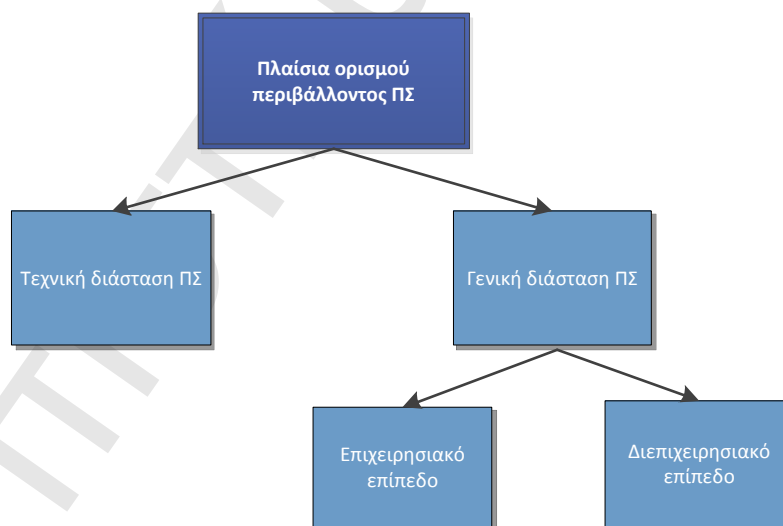 Πλαίσια ορισμού
περιβάλλοντος ΠΣ
Τεχνική διάσταση ΠΣ
Γενική διάσταση ΠΣ
Επιχειρησιακό
επίπεδο
Διεπιχειρησιακό
επίπεδο